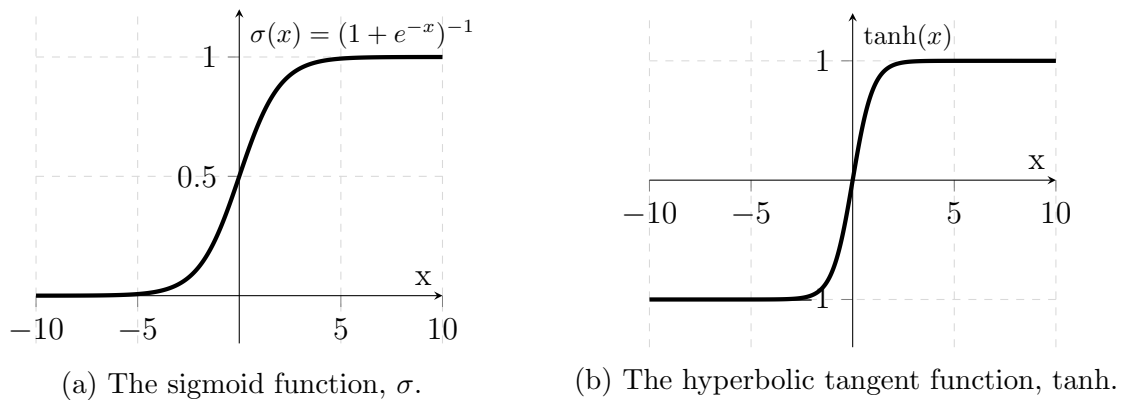 σ(x) = (1 + e^{-x})^{-1}
1
0.5
x
−10 −5 5 10
(a) The sigmoid function, σ.
tanh(x)
1
x
−10 −5 5 10
−1
(b) The hyperbolic tangent function, tanh.